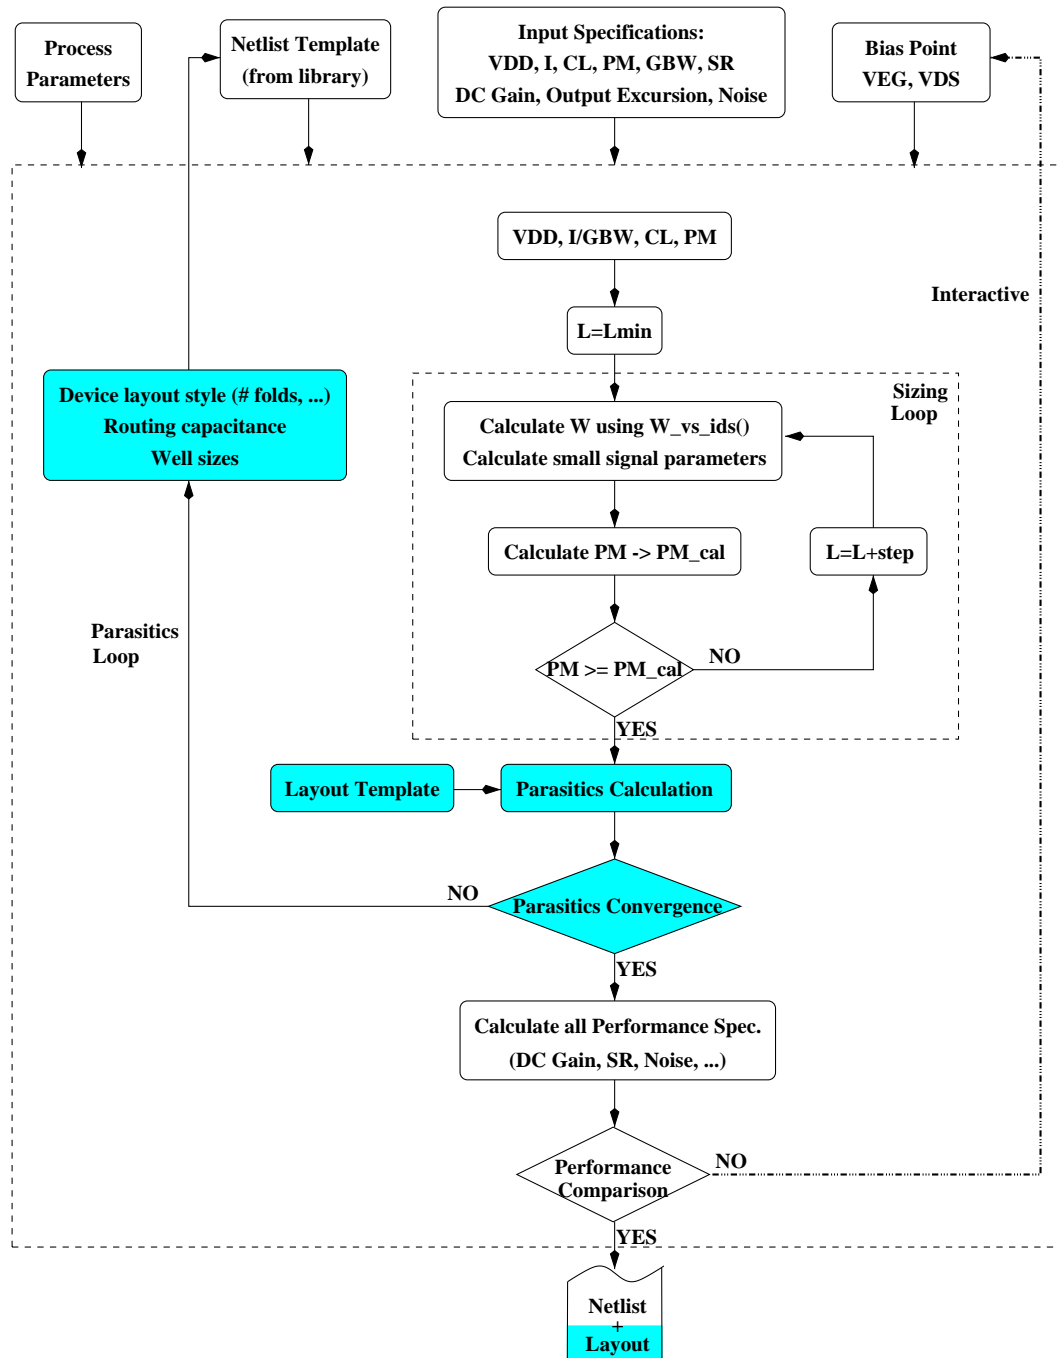 Process
Parameters
Netlist Template
(from library)
Input Specifications:
VDD, I, CL, PM, GBW, SR
DC Gain, Output Excursion, Noise
Bias Point
VEG, VDS
VDD, I/GBW, CL, PM
Interactive
L=Lmin
Sizing
Loop
Device layout style (# folds, ...)
Routing capacitance
Well sizes
Calculate W using W_vs_ids()
Calculate small signal parameters
Calculate PM -> PM_cal
L=L+step
Parasitics
Loop
PM >= PM_cal
NO
YES
Layout Template
Parasitics Calculation
NO
Parasitics Convergence
YES
Calculate all Performance Spec.
(DC Gain, SR, Noise, ...)
Performance
Comparison
NO
YES
Netlist
+
Layout